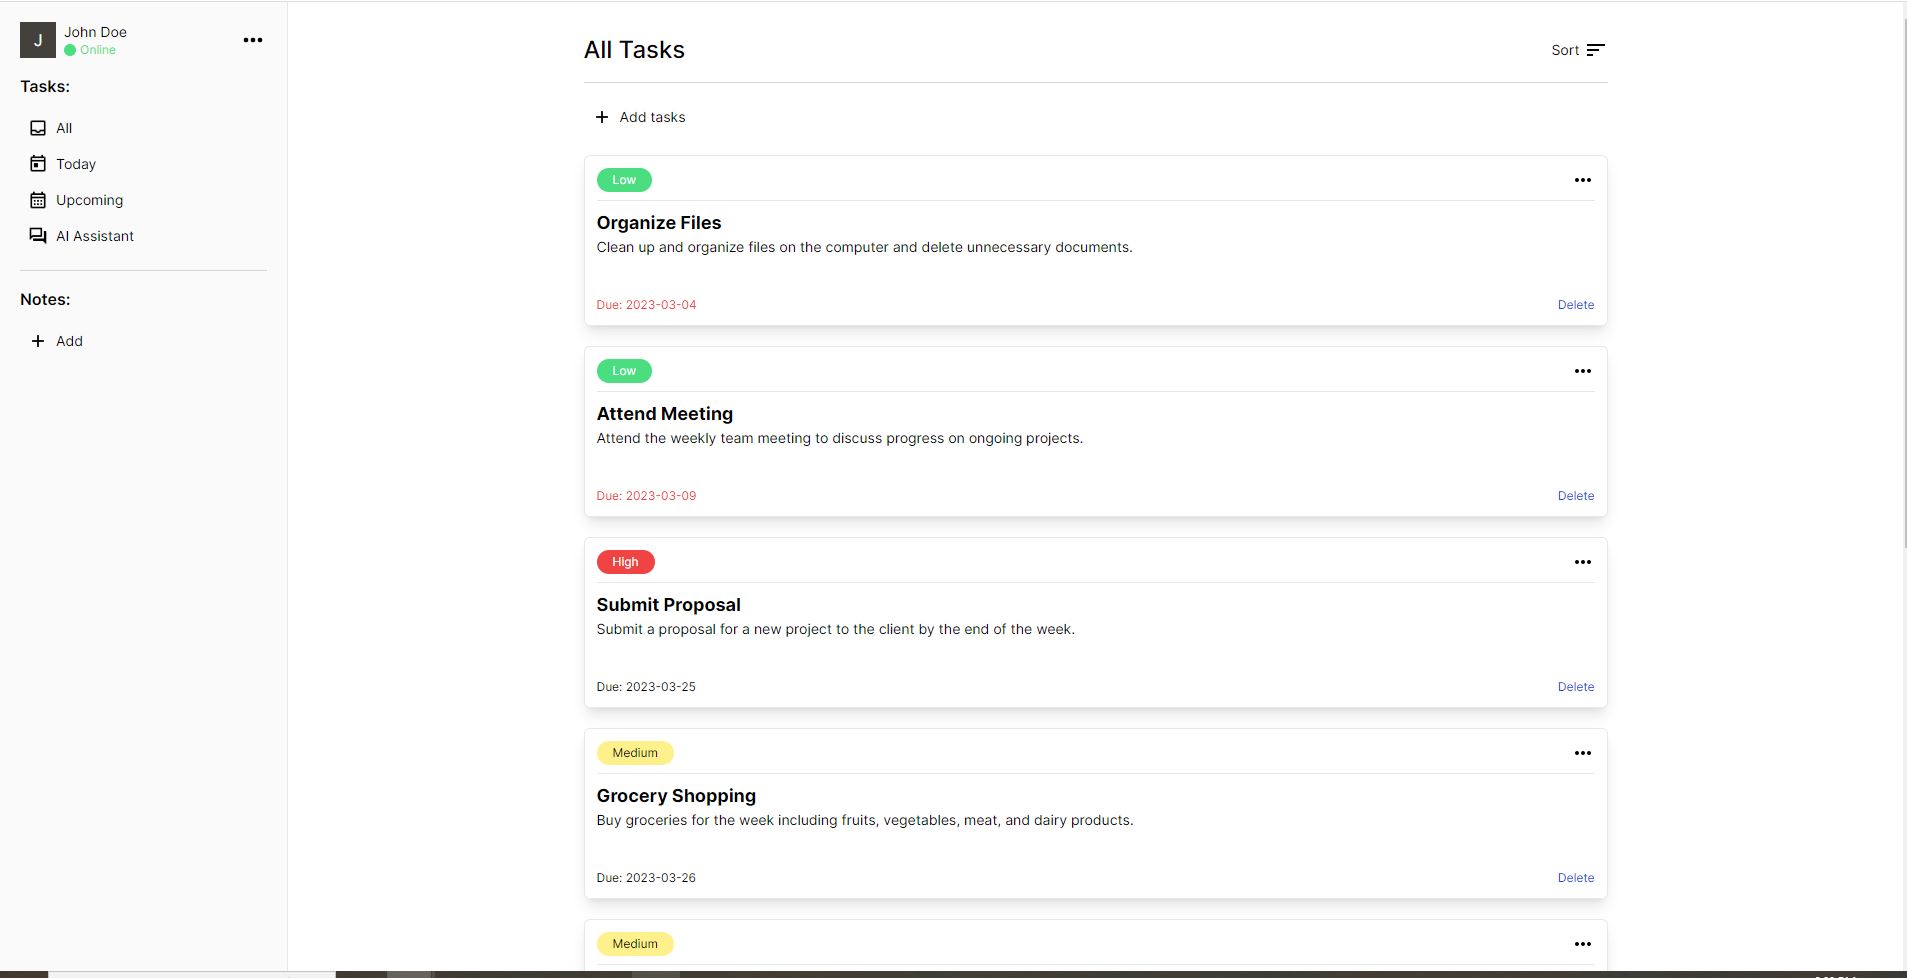 J
John Doe
Online
Tasks:
All
Today
Upcoming
AI Assistant
Notes:
Add
All Tasks
Sort
Add tasks
Low
Organize Files
Clean up and organize files on the computer and delete unnecessary documents.
Due: 2023-03-04
Delete
Low
Attend Meeting
Attend the weekly team meeting to discuss progress on ongoing projects.
Due: 2023-03-09
Delete
High
Submit Proposal
Submit a proposal for a new project to the client by the end of the week.
Due: 2023-03-25
Delete
Medium
Grocery Shopping
Buy groceries for the week including fruits, vegetables, meat, and dairy products.
Due: 2023-03-26
Delete
Medium